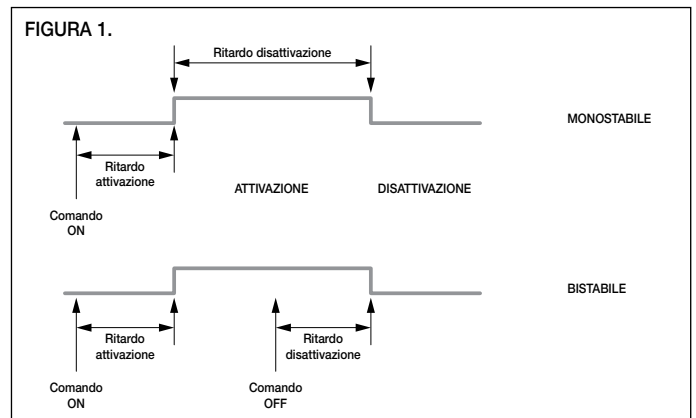 FIGURA 1.
Ritardo disattivazione
MONOSTABILE
Ritardo
attivazione
ATTIVAZIONE
DISATTIVAZIONE
Comando
ON
BISTABILE
Ritardo
attivazione
Ritardo
disattivazione
Comando
ON
Comando
OFF